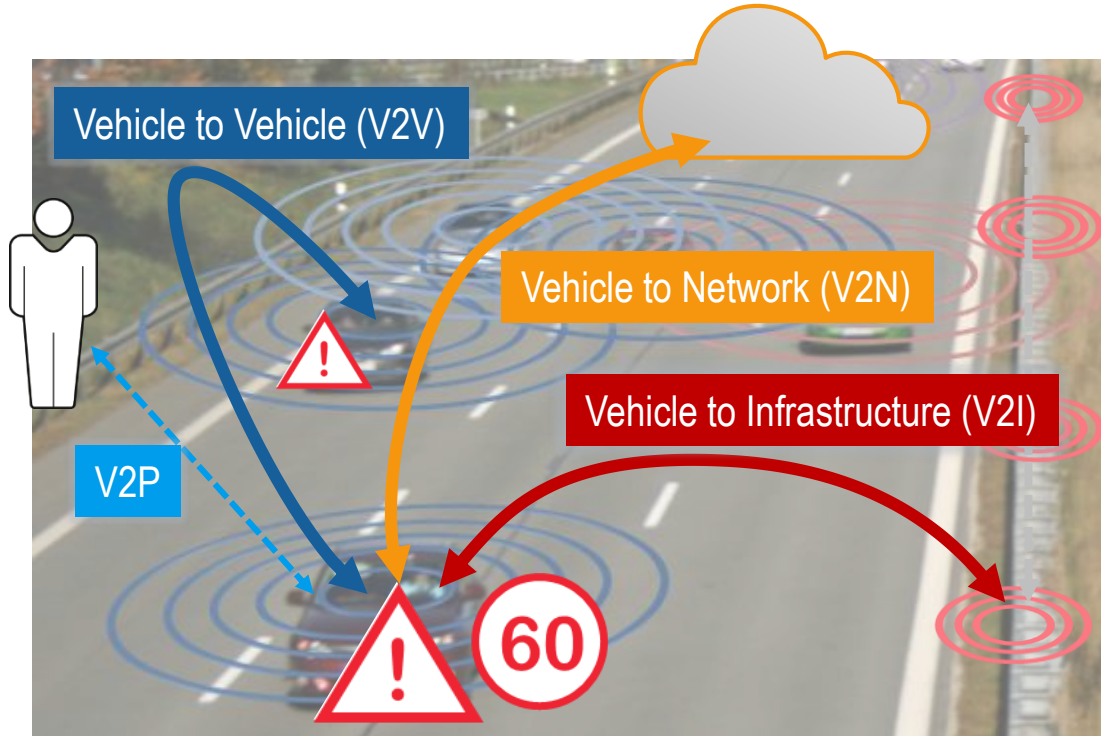 Vehicle to Vehicle (V2V)
Vehicle to Network (V2N)
Vehicle to Infrastructure (V2I)
V2P
!
!
60